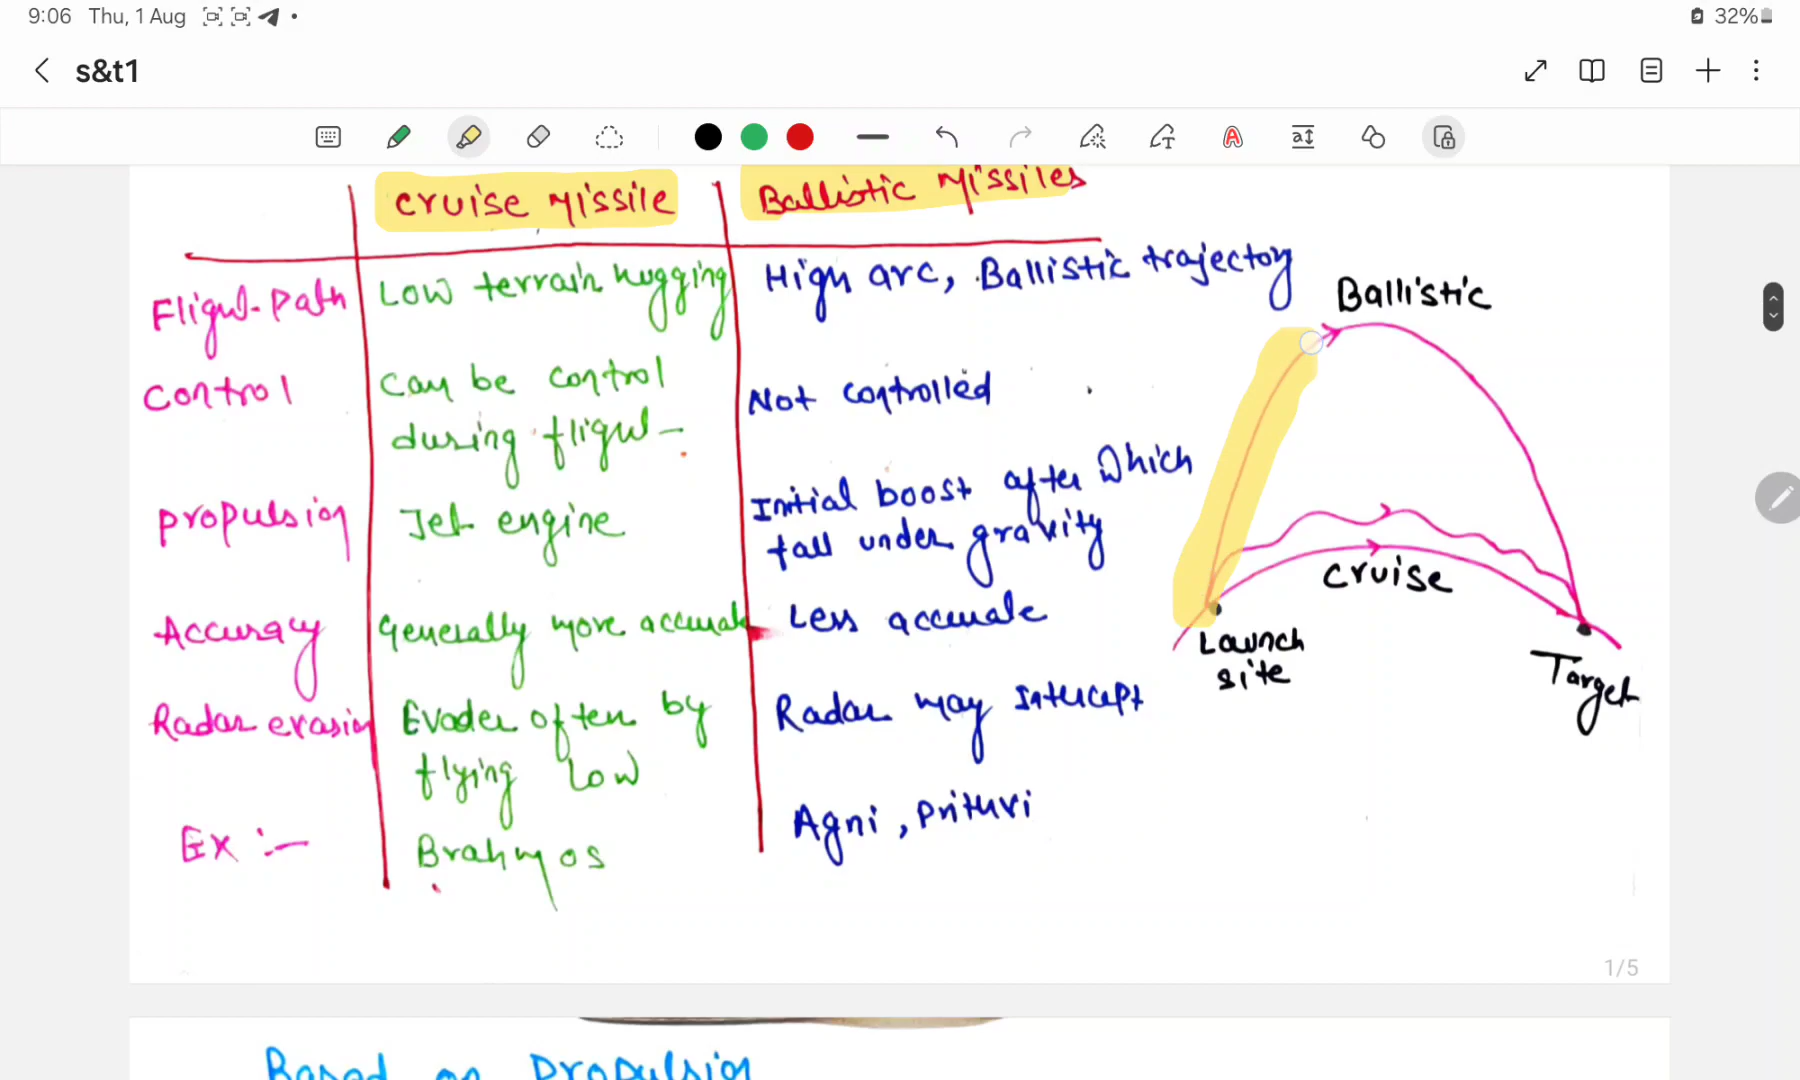 9:06 Thu, 1 Aug
32%
s&t1
Cruise Missile
Ballistic Missiles
Flight-Path
Low terrain hugging
High arc, Ballistic trajectory
Ballistic
Control
Can be control
during flight
Not controlled
Propulsion
Jet engine
Initial boost after which
fall under gravity
Cruise
Accuracy
Generally more accurate
Less accurate
Launch
site
Target
Radar evasion
Evades often by
flying low
Radar may Intercept
Ex :-
Brahmos
Agni, Prithvi
1/5
Based on Propulsion